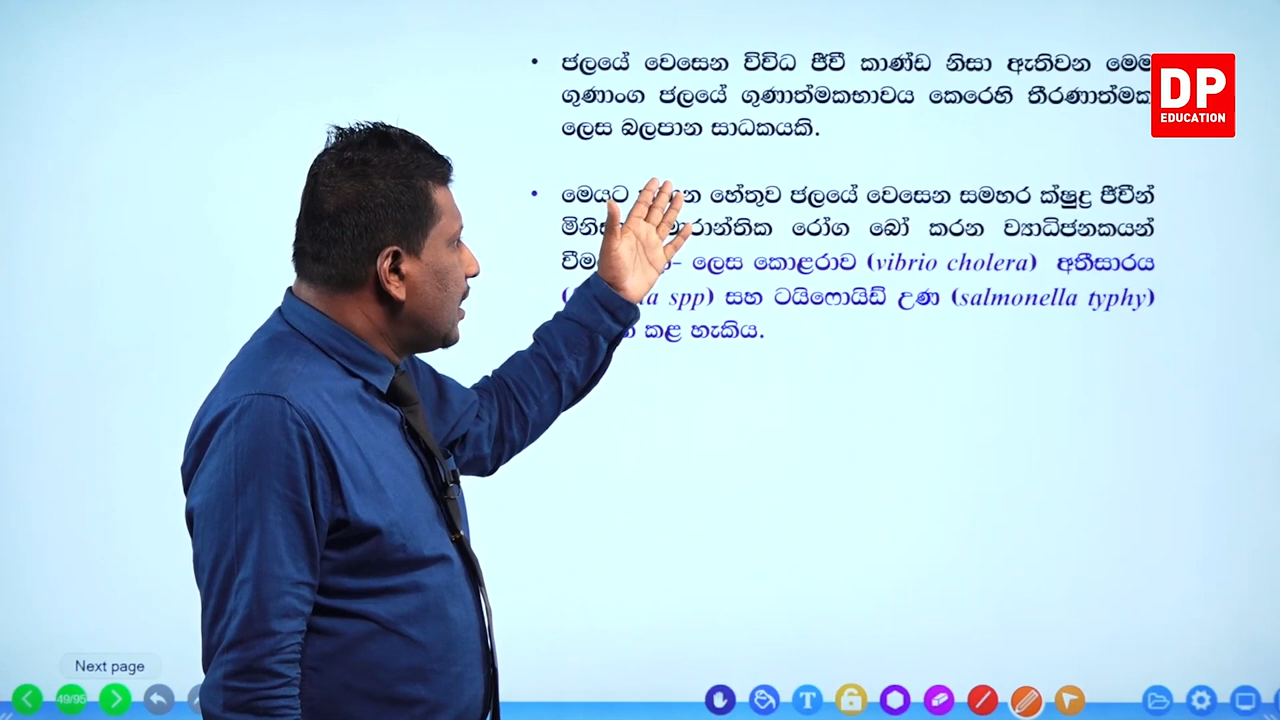 • ජලයේ වෙසෙන විවිධ ජීවී කාණ්ඩ නිසා ඇතිවන මෙම
ගුණාංග ජලයේ ගුණාත්මකභාවය කෙරෙහි තීරණාත්මක
ලෙස බලපාන සාධකයකි.
• මෙයට හේතුව ජලයේ වෙසෙන සමහර ක්ෂුද්‍ර ජීවීන්
රෝග බෝ කරන ව්‍යාධිජනකයන්
ලෙස කොළරාව (vibrio cholera) අතීසාරය
spp) සහ ටයිෆොයිඩ් උණ (salmonella typhy)
කළ හැකිය.
DP
EDUCATION
Next page
49/95
T